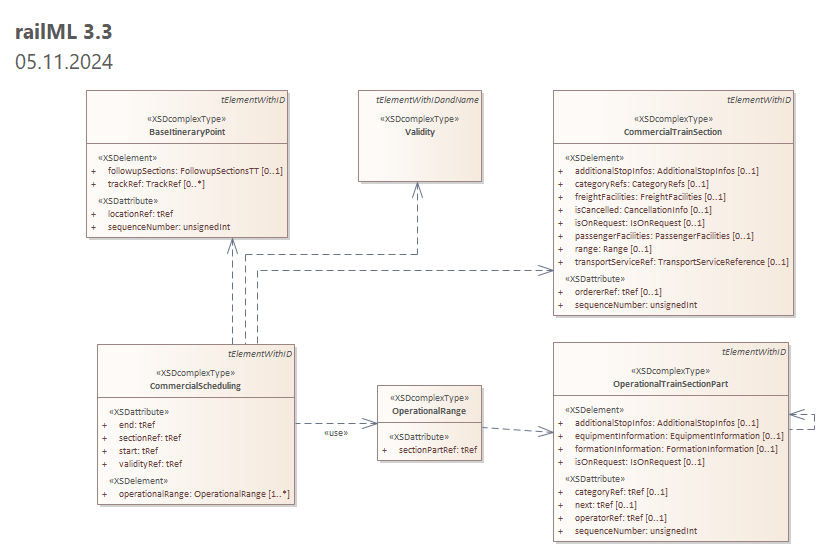 railML 3.3
05.11.2024
tElementWithID
«XSDcomplexType»
BaseItineraryPoint
«XSDelement»
+ followupSections: FollowupSectionsTT [0..1]
+ trackRef: TrackRef [0..*]
«XSDattribute»
+ locationRef: tRef
+ sequenceNumber: unsignedInt
tElementWithIDandName
«XSDcomplexType»
Validity
tElementWithID
«XSDcomplexType»
CommercialTrainSection
«XSDelement»
+ additionalStopInfos: AdditionalStopInfos [0..1]
+ categoryRefs: CategoryRefs [0..1]
+ freightFacilities: FreightFacilities [0..1]
+ isCancelled: CancellationInfo [0..1]
+ isOnRequest: IsOnRequest [0..1]
+ passengerFacilities: PassengerFacilities [0..1]
+ range: Range [0..1]
+ transportServiceRef: TransportServiceReference [0..1]
«XSDattribute»
+ ordererRef: tRef [0..1]
+ sequenceNumber: unsignedInt
tElementWithID
«XSDcomplexType»
CommercialScheduling
«XSDattribute»
+ end: tRef
+ sectionRef: tRef
+ start: tRef
+ validityRef: tRef
«XSDelement»
+ operationalRange: OperationalRange [1..*]
«use»
«XSDcomplexType»
OperationalRange
«XSDattribute»
+ sectionPartRef: tRef
tElementWithID
«XSDcomplexType»
OperationalTrainSectionPart
«XSDelement»
+ additionalStopInfos: AdditionalStopInfos [0..1]
+ equipmentInformation: EquipmentInformation [0..1]
+ formationInformation: FormationInformation [0..1]
+ isOnRequest: IsOnRequest [0..1]
«XSDattribute»
+ categoryRef: tRef [0..1]
+ next: tRef [0..1]
+ operatorRef: tRef [0..1]
+ sequenceNumber: unsignedInt